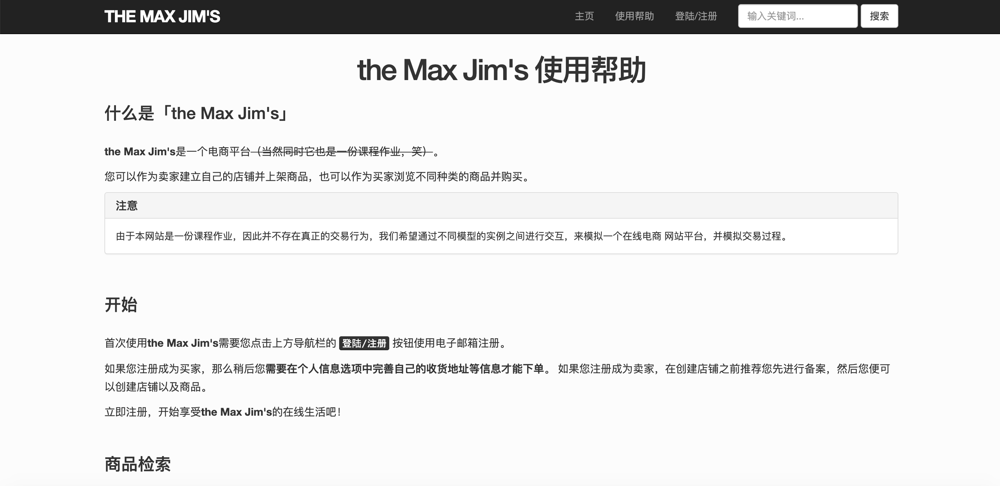 THE MAX JIM'S
主页 使用帮助 登陆/注册 输入关键词... 搜索
the Max Jim's 使用帮助
什么是「the Max Jim's」
the Max Jim's是一个电商平台（当然同时它也是一份课程作业，笑）。
您可以作为卖家建立自己的店铺并上架商品，也可以作为买家浏览不同种类的商品并购买。
注意
由于本网站是一份课程作业，因此并不存在真正的交易行为，我们希望通过不同模型的实例之间进行交互，来模拟一个在线电商 网站平台，并模拟交易过程。
开始
首次使用the Max Jim's需要您点击上方导航栏的 登陆/注册 按钮使用电子邮箱注册。
如果您注册成为买家，那么稍后您需要在个人信息选项中完善自己的收货地址等信息才能下单。 如果您注册成为卖家，在创建店铺之前推荐您先进行备案，然后您便可
以创建店铺以及商品。
立即注册，开始享受the Max Jim's的在线生活吧！
商品检索